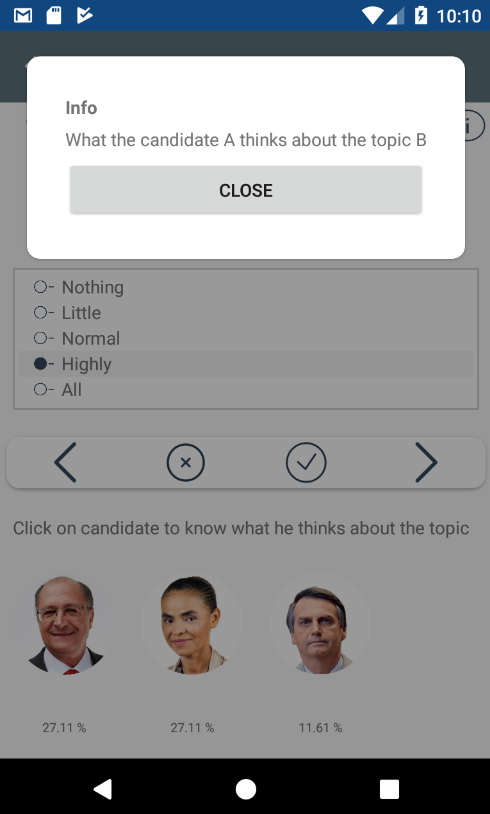 10:10
Info
What the candidate A thinks about the topic B
CLOSE
i
Nothing
Little
Normal
Highly
All
Click on candidate to know what he thinks about the topic
27.11 %
27.11 %
11.61 %